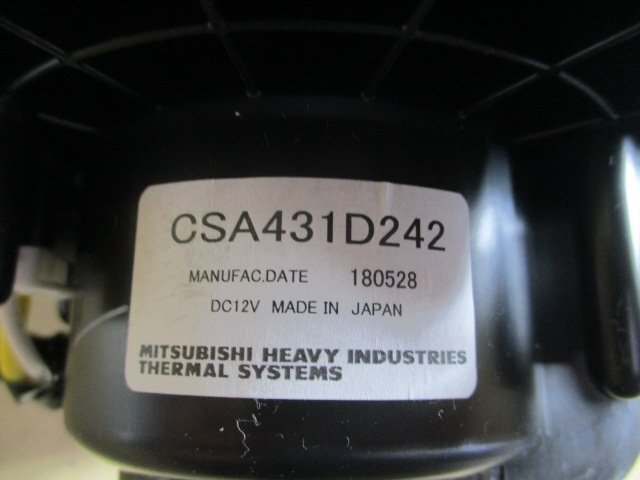 CSA431D242
MANUFAC.DATE 180528
DC12V MADE IN JAPAN
MITSUBISHI HEAVY INDUSTRIES
THERMAL SYSTEMS